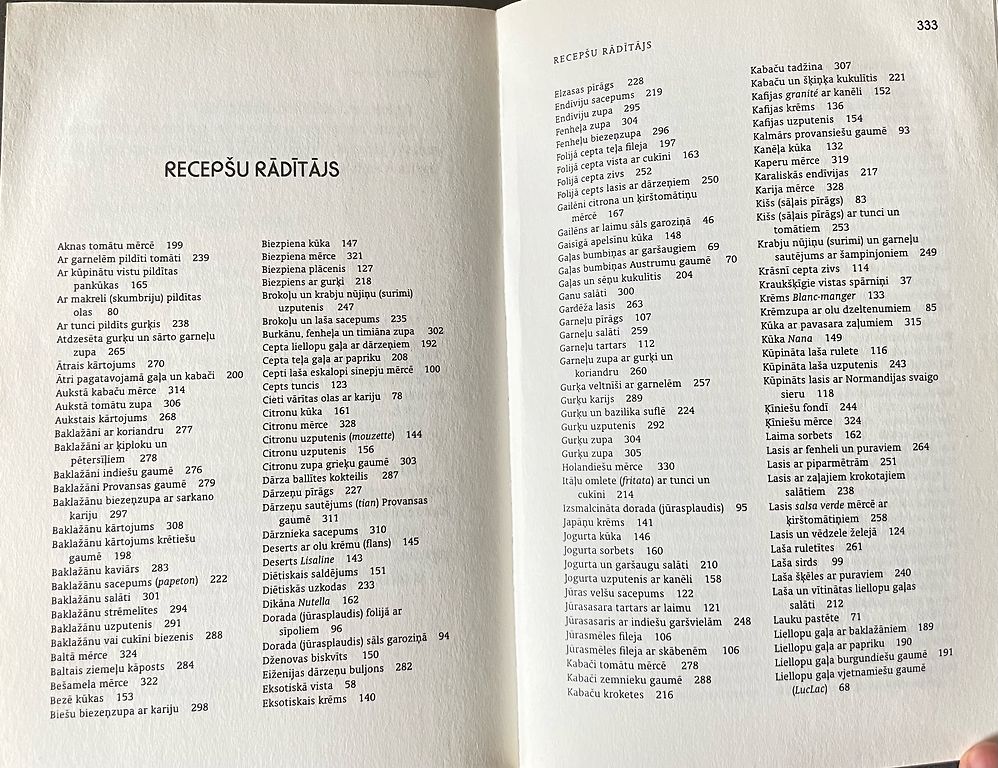 RECEPŠU RĀDĪTĀJS
Aknas tomātu mērcē 199
Ar garnelēm pildīti tomāti 239
Ar kūpinātu vistu pildītas
pankūkas 165
Ar makreli (skumbriju) pildītas
olas 80
Ar tunci pildīts gurķis 238
Atdzesēta gurķu un sārto garneļu
zupa 265
Ātrais kārtojums 270
Ātri pagatavojamā gaļa un kabači 200
Aukstā kabaču mērce 314
Aukstā tomātu zupa 306
Aukstais kārtojums 268
Baklažāni ar koriandru 277
Baklažāni ar ķiploku un
pētersīļiem 278
Baklažāni indiešu gaumē 276
Baklažāni Provansas gaumē 279
Baklažānu biezeņzupa ar sarkano
kariju 297
Baklažānu kārtojums 308
Baklažānu kārtojums krētiešu
gaumē 198
Baklažānu kaviārs 283
Baklažānu sacepums (papeton) 222
Baklažānu salāti 301
Baklažānu strēmelītes 294
Baklažānu uzputenis 291
Baklažānu vai cukīni biezenis 288
Baltā mērce 324
Baltais ziemeļu kāposts 284
Bešamela mērce 322
Bezē kūkas 153
Biešu biezeņzupa ar kariju 298
Biezpiena kūka 147
Biezpiena mērce 321
Biezpiena plācenis 127
Biezpiens ar gurķi 218
Brokoļu un krabju nūjiņu (surimi)
uzputenis 247
Brokoļu un laša sacepums 235
Burkānu, fenheļa un timiāna zupa 302
Cepta liellopu gaļa ar dārzeņiem 192
Cepta teļa gaļa ar papriku 208
Cepti laša eskalopi sinepju mērcē 100
Cepts tuncis 123
Cieti vārītas olas ar kariju 78
Citronu kūka 161
Citronu mērce 328
Citronu uzputenis (mouzette) 144
Citronu uzputenis 156
Citronu zupa grieķu gaumē 303
Dārza ballītes kokteilis 287
Dārzeņu pīrāgs 227
Dārzeņu sautējums (tian) Provansas
gaumē 311
Dārznieka sacepums 310
Deserts ar olu krēmu (flans) 145
Deserts Lisaline 143
Diētiskais saldējums 151
Diētiskās uzkodas 233
Dikāna Nutella 162
Dorada (jūrasplaudis) folijā ar
sīpoliem 96
Dorada (jūrasplaudis) sāls garoziņā 94
Dženovas biskvīts 150
Eiženijas dārzeņu buljons 282
Eksotiskā vista 58
Eksotiskais krēms 140
RECEPŠU RĀDĪTĀJS
333
Elzasas pīrāgs 228
Endīviju sacepums 219
Endīviju zupa 295
Fenheļa zupa 304
Fenheļu biezeņzupa 296
Folijā cepta teļa fileja 197
Folijā cepta vista ar cukīni 163
Folijā cepta zivs 252
Folijā cepts lasis ar dārzeņiem 250
Gailēni citrona un ķirštomātiņu
mērcē 167
Gailēns ar laimu sāls garoziņā 46
Gaisīgā apelsīnu kūka 148
Gaļas bumbiņas ar garšaugiem 69
Gaļas bumbiņas Austrumu gaumē 70
Gaļas un sēņu kukulītis 204
Ganu salāti 300
Gardēža lasis 263
Garneļu pīrāgs 107
Garneļu salāti 259
Garneļu tartars 112
Garneļu zupa ar gurķi un
koriandru 260
Gurķa veltnīši ar garnelēm 257
Gurķu karijs 289
Gurķu un bazilika suflē 224
Gurķu uzputenis 292
Gurķu zupa 304
Gurķu zupa 305
Holandiešu mērce 330
Itāļu omlete (fritata) ar tunci un
cukīni 214
Izsmalcināta dorada (jūrasplaudis) 95
Japāņu krēms 141
Jogurta kūka 146
Jogurta sorbets 160
Jogurta un garšaugu salāti 210
Jogurta uzputenis ar kanēli 158
Jūras velšu sacepums 122
Jūrasasara tartars ar laimu 121
Jūrasasaris ar indiešu garšvielām 248
Jūrasmēles fileja 106
Jūrasmēles fileja ar skābenēm 106
Kabači tomātu mērcē 278
Kabači zemnieku gaumē 288
Kabaču kroketes 216
Kabaču tadžina 307
Kabaču un šķiņķa kukulītis 221
Kafijas granité ar kanēli 152
Kafijas krēms 136
Kafijas uzputenis 154
Kalmārs provansiešu gaumē 93
Kanēļa kūka 132
Kaperu mērce 319
Karaliskās endīvijas 217
Karija mērce 328
Kišs (sāļais pīrāgs) 83
Kišs (sāļais pīrāgs) ar tunci un
tomātiem 253
Krabju nūjiņu (surimi) un garneļu
sautējums ar šampinjoniem 249
Krāsnī cepta zivs 114
Kraukšķīgie vistas spārniņi 37
Krēms Blanc-manger 133
Krēmzupa ar olu dzeltenumiem 85
Kūka ar pavasara zaļumiem 315
Kūka Nana 149
Kūpināta laša rulete 116
Kūpināta laša uzputenis 243
Kūpināts lasis ar Normandijas svaigo
sieru 118
Ķīniešu fondī 244
Ķīniešu mērce 324
Laima sorbets 162
Lasis ar fenheli un puraviem 264
Lasis ar piparmētrām 251
Lasis ar zaļajiem krokotajiem
salātiem 238
Lasis salsa verde mērcē ar
ķirštomātiņiem 258
Lasis un vēdzele želejā 124
Laša ruletītes 261
Laša sirds 99
Laša šķēles ar puraviem 240
Laša un vītinātas liellopu gaļas
salāti 212
Lauku pastēte 71
Liellopu gaļa ar baklažāniem 189
Liellopu gaļa ar papriku 190
Liellopu gaļa burgundiešu gaumē 191
Liellopu gaļa vjetnamiešu gaumē
(LucLac) 68